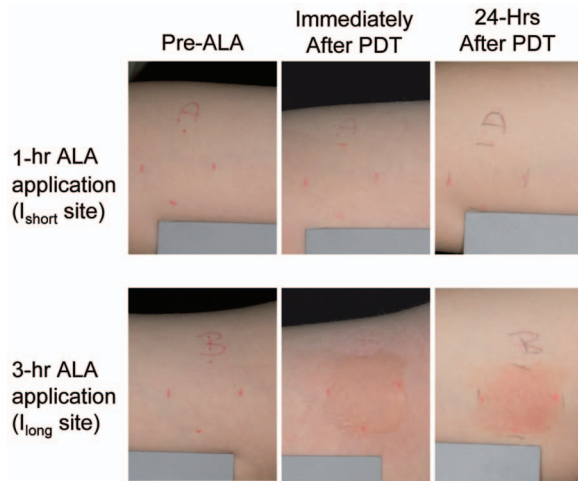 Pre-ALA
Immediately
After PDT
24-Hrs
After PDT
1-hr ALA
application
(Ishort site)
D
D
D
3-hr ALA
application
(Ilong site)
B
B